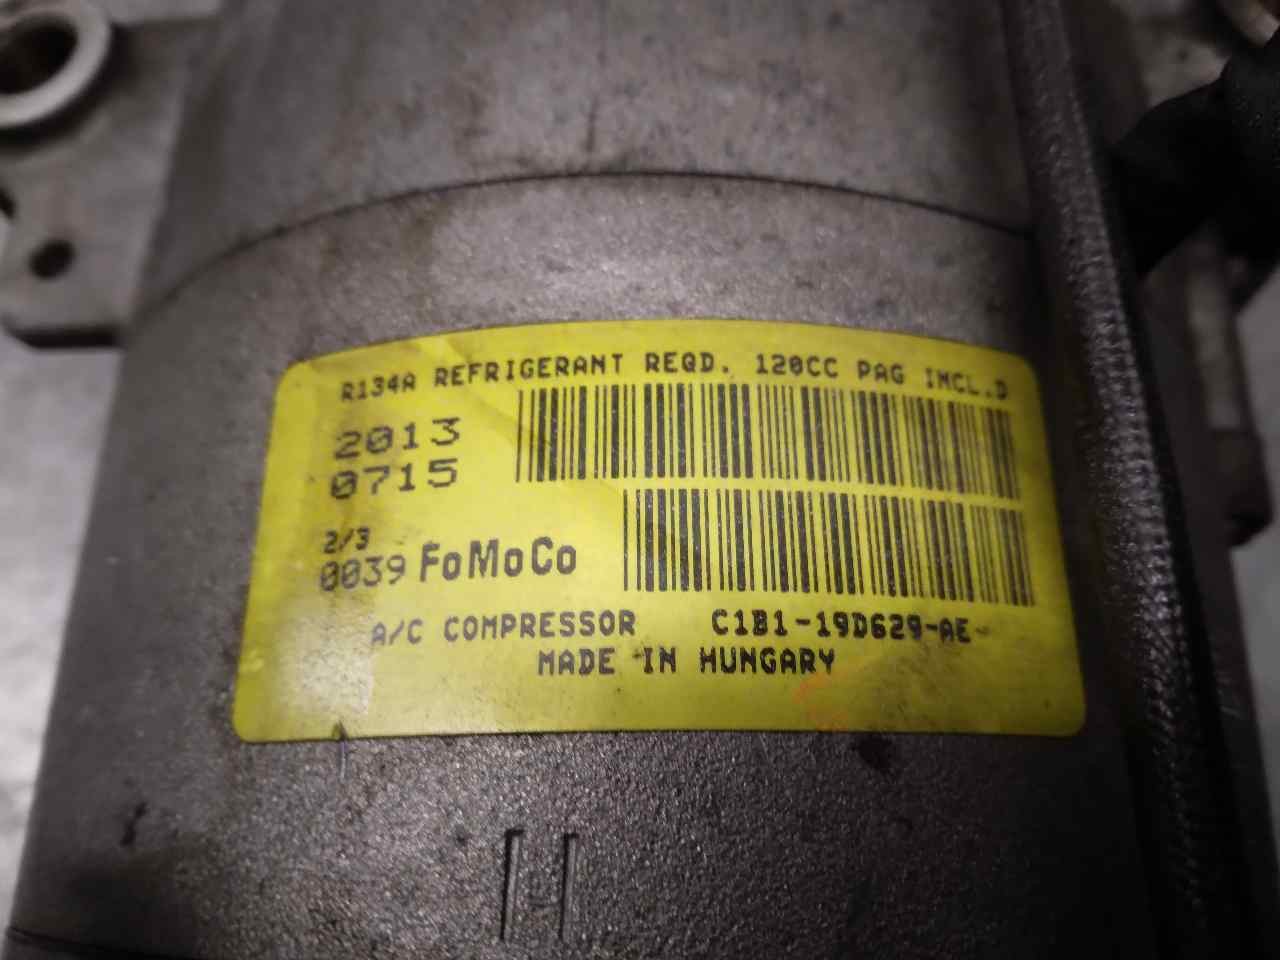 R134A REFRIGERANT REQD. 120CC PAG INCL.D
2013
0715
2/3
0039 FoMoCo
A/C COMPRESSOR C1B1-19D629-AE
MADE IN HUNGARY